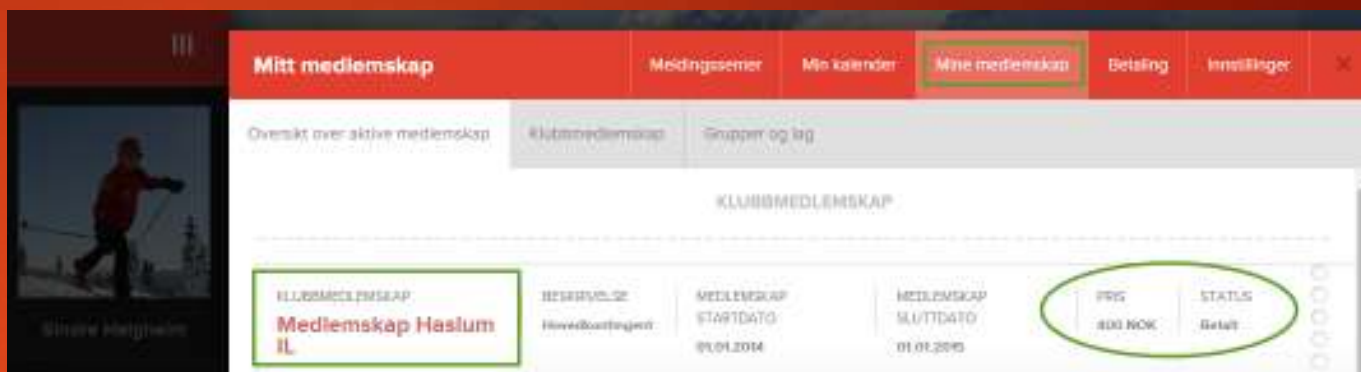 Mitt medlemskap
Meldingssenter
Min kalender
Mine medlemskap
Betaling
Innstillinger
Oversikt over aktive medlemskap
Klubbmedlemskap
Grupper og lag
KLUBBMEDLEMSKAP
KLUBBMEDLEMSKAP
Medlemskap Haslum
IL
BESKRIVELSE
Hovedkontingent
MEDLEMSKAP
STARTDATO
01.01.2014
MEDLEMSKAP
SLUTTDATO
01.01.2015
PRIS
400 NOK
STATUS
Betalt